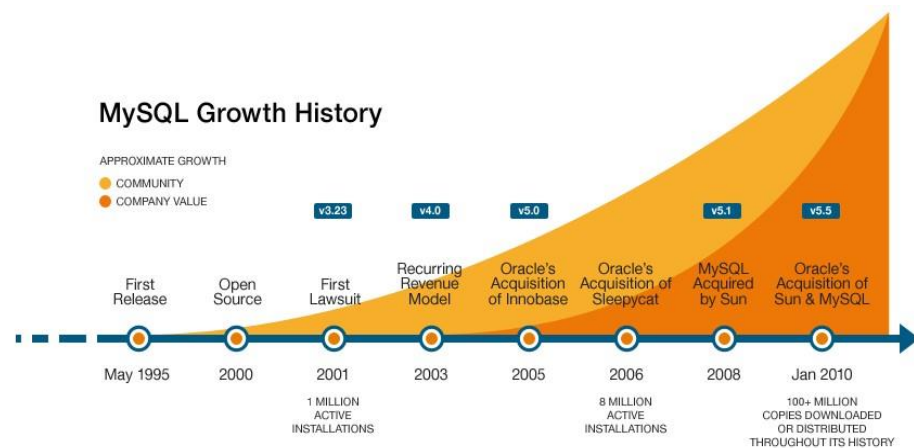 MySQL Growth History
APPROXIMATE GROWTH
COMMUNITY
COMPANY VALUE
v3.23
v4.0
v5.0
v5.1
v5.5
First
Release
Open
Source
First
Lawsuit
Recurring
Revenue
Model
Oracle's
Acquisition
of Innobase
Oracle's
Acquisition of
Sleepycat
MySQL
Acquired
by Sun
Oracle's
Acquisition of
Sun & MySQL
May 1995
2000
2001
2003
2005
2006
2008
Jan 2010
1 MILLION
ACTIVE
INSTALLATIONS
8 MILLION
ACTIVE
INSTALLATIONS
100+ MILLION
COPIES DOWNLOADED
OR DISTRIBUTED
THROUGHOUT ITS HISTORY